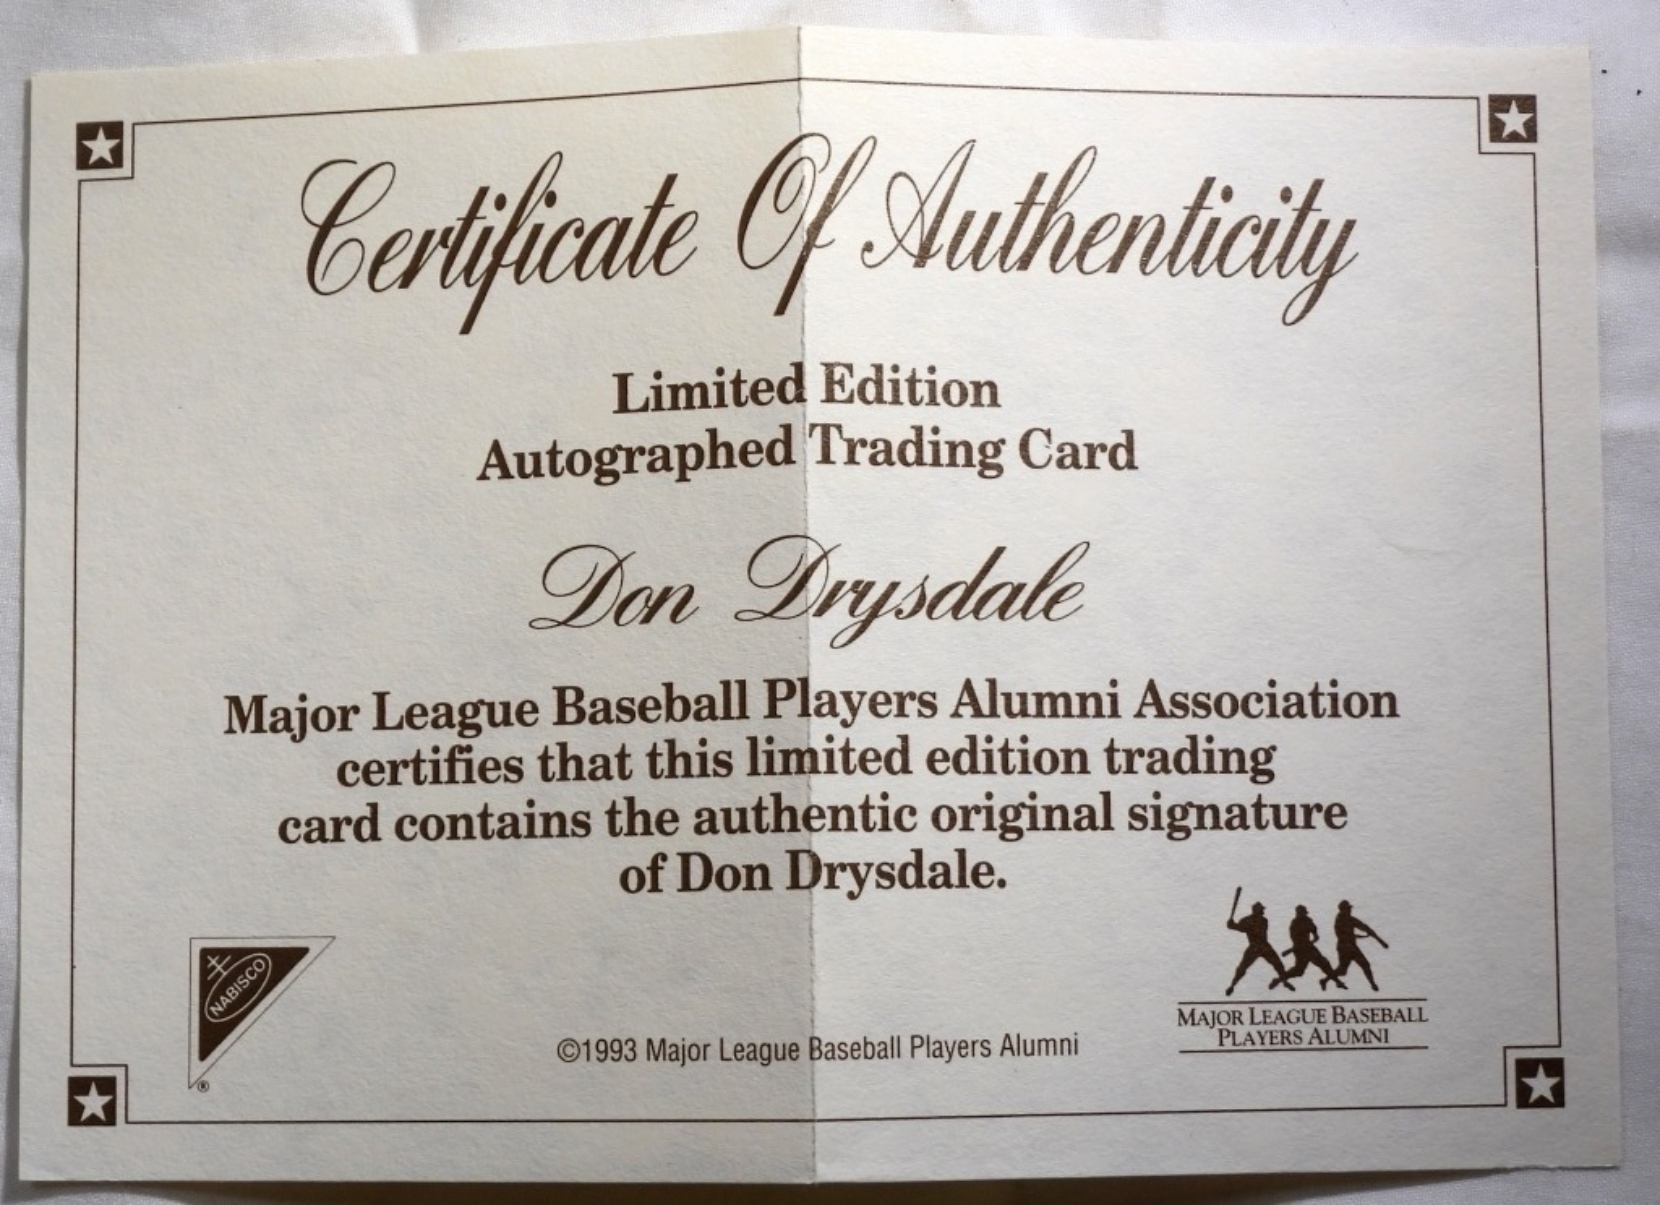 Certificate Of Authenticity
Limited Edition
Autographed Trading Card
Don Drysdale
Major League Baseball Players Alumni Association
certifies that this limited edition trading
card contains the authentic original signature
of Don Drysdale.
NABISCO
®
©1993 Major League Baseball Players Alumni
MAJOR LEAGUE BASEBALL
PLAYERS ALUMNI